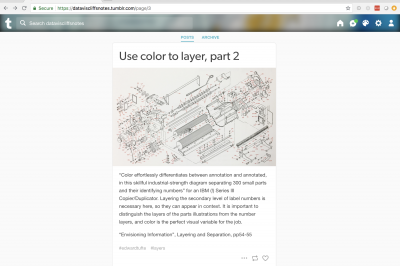 Secure https://dataviscliffsnotes.tumblr.com/page/3
t Search dataviscliffsnotes
POSTS ARCHIVE
Use color to layer, part 2
"Color effortlessly differentiates between annotation and annotated,
in this skillful industrial-strength diagram separating 300 small parts
and their identifying numbers" for an IBM Series III
Copier/Duplicator. Layering the secondary level of label numbers is
necessary here, so they can appear in context. It is important to
distinguish the layers of the parts illustrations from the number
layers, and color is the perfect visual variable for the job.
"Envisioning Information", Layering and Separation, pp54-55
#edwardtufte #layers